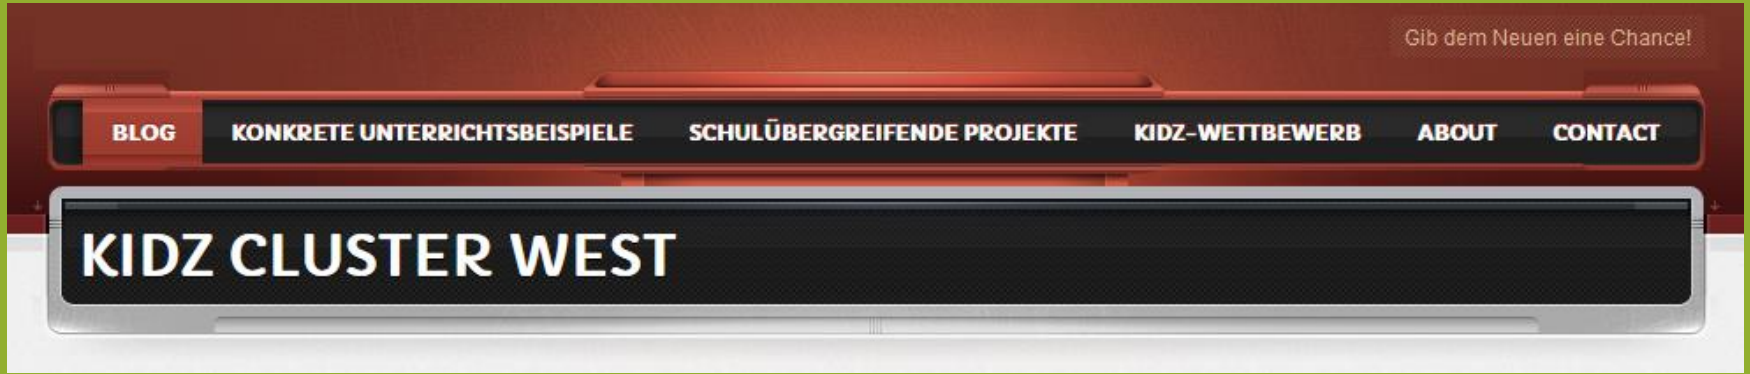 Gib dem Neuen eine Chance!
BLOG KONKRETE UNTERRICHTSBEISPIELE SCHULÜBERGREIFENDE PROJEKTE KIDZ-WETTBEWERB ABOUT CONTACT
KIDZ CLUSTER WEST